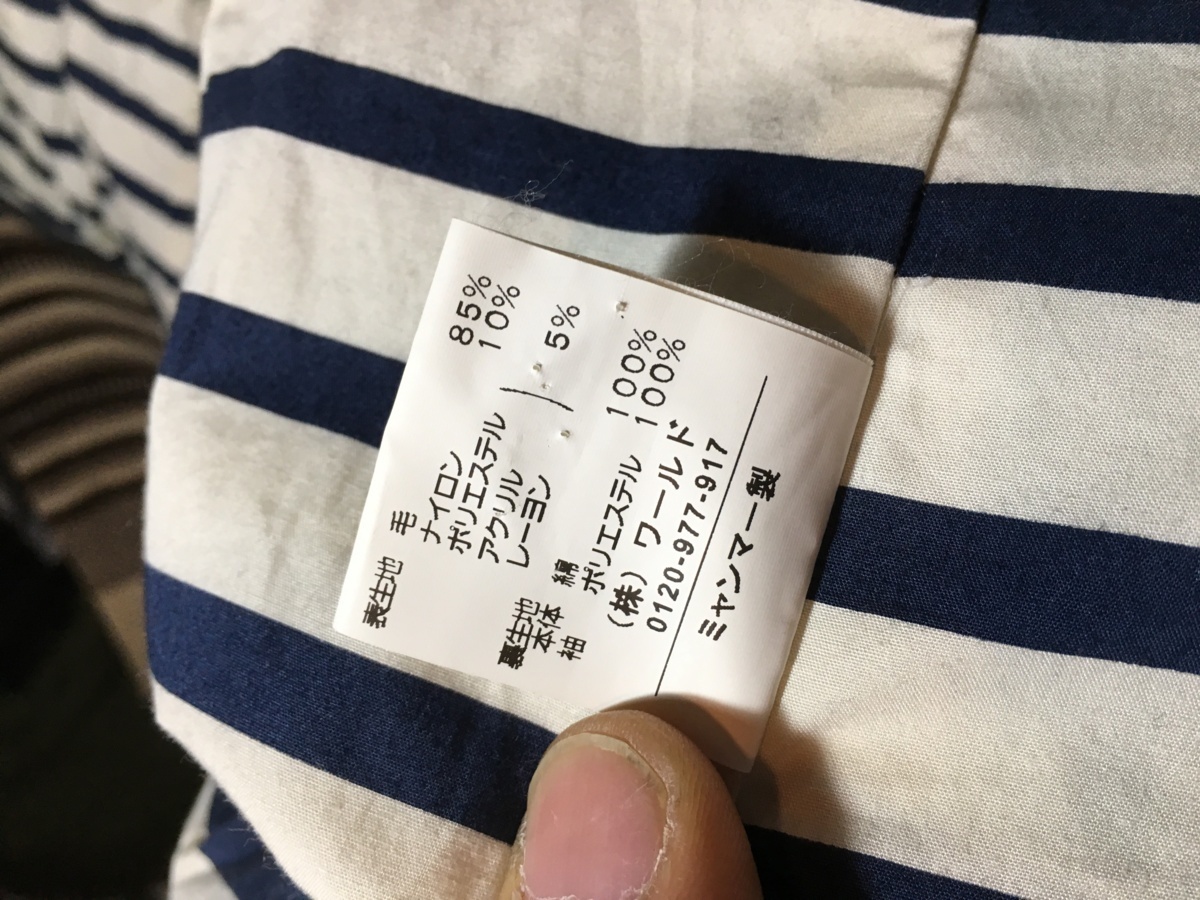 表生地
毛 85%
ナイロン 10%
ポリエステル
アクリル ) 5%
レーヨン
裏生地
本体 綿 100%
袖 ポリエステル 100%
(株) ワールド
0120-977-917
ミャンマー製